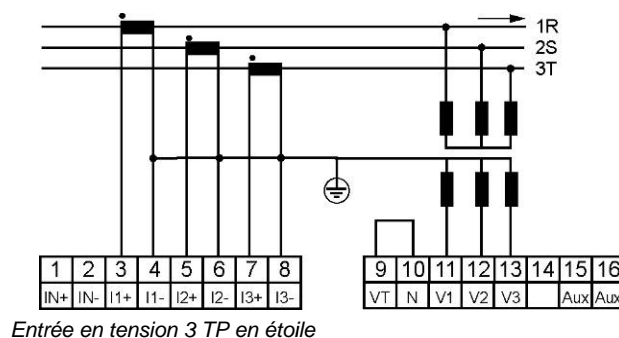 1R
2S
3T
1 2 3 4 5 6 7 8
IN+ IN- I1+ I1- I2+ I2- I3+ I3-
9 10 11 12 13 14 15 16
VT N V1 V2 V3 Aux Aux
Entrée en tension 3 TP en étoile